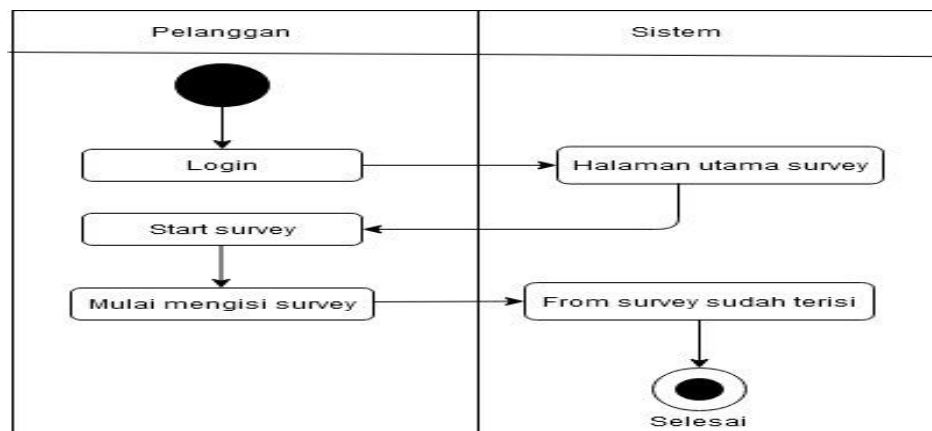 Pelanggan
Sistem
Login
Halaman utama survey
Start survey
Mulai mengisi survey
From survey sudah terisi
Selesai